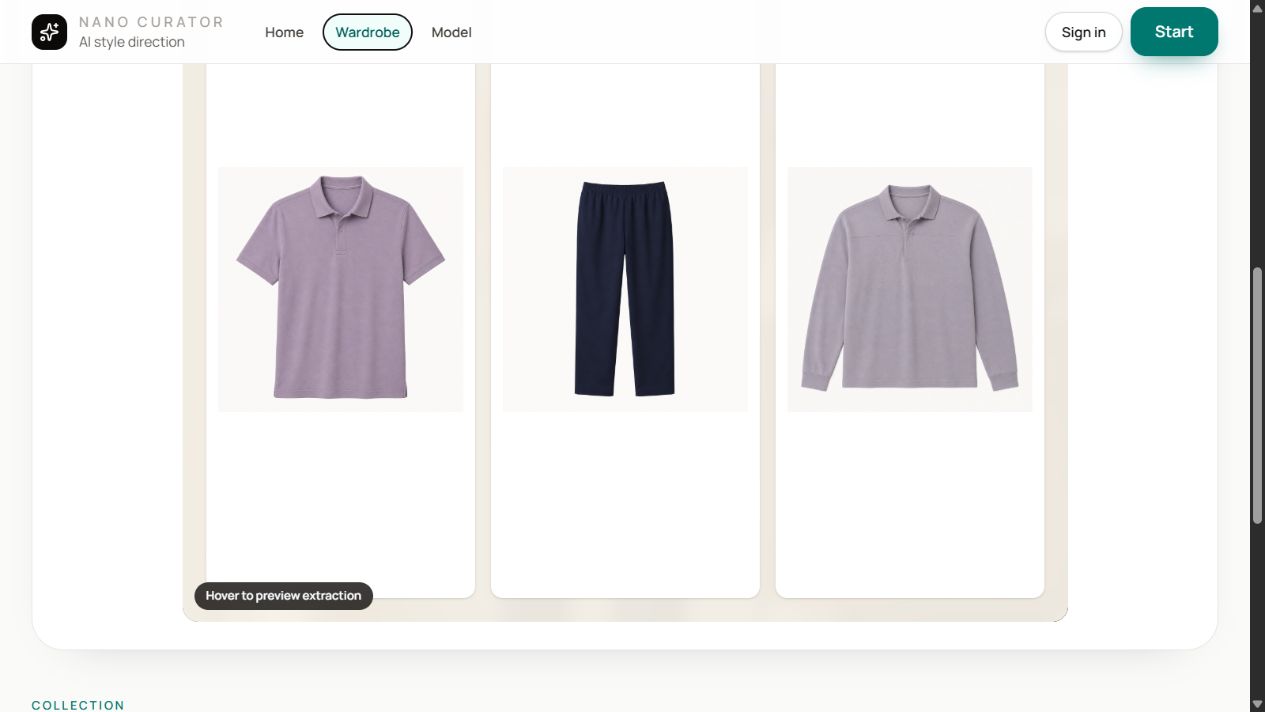 NANO CURATOR
AI style direction
Home
Wardrobe
Model
Sign in
Start
Hover to preview extraction
COLLECTION